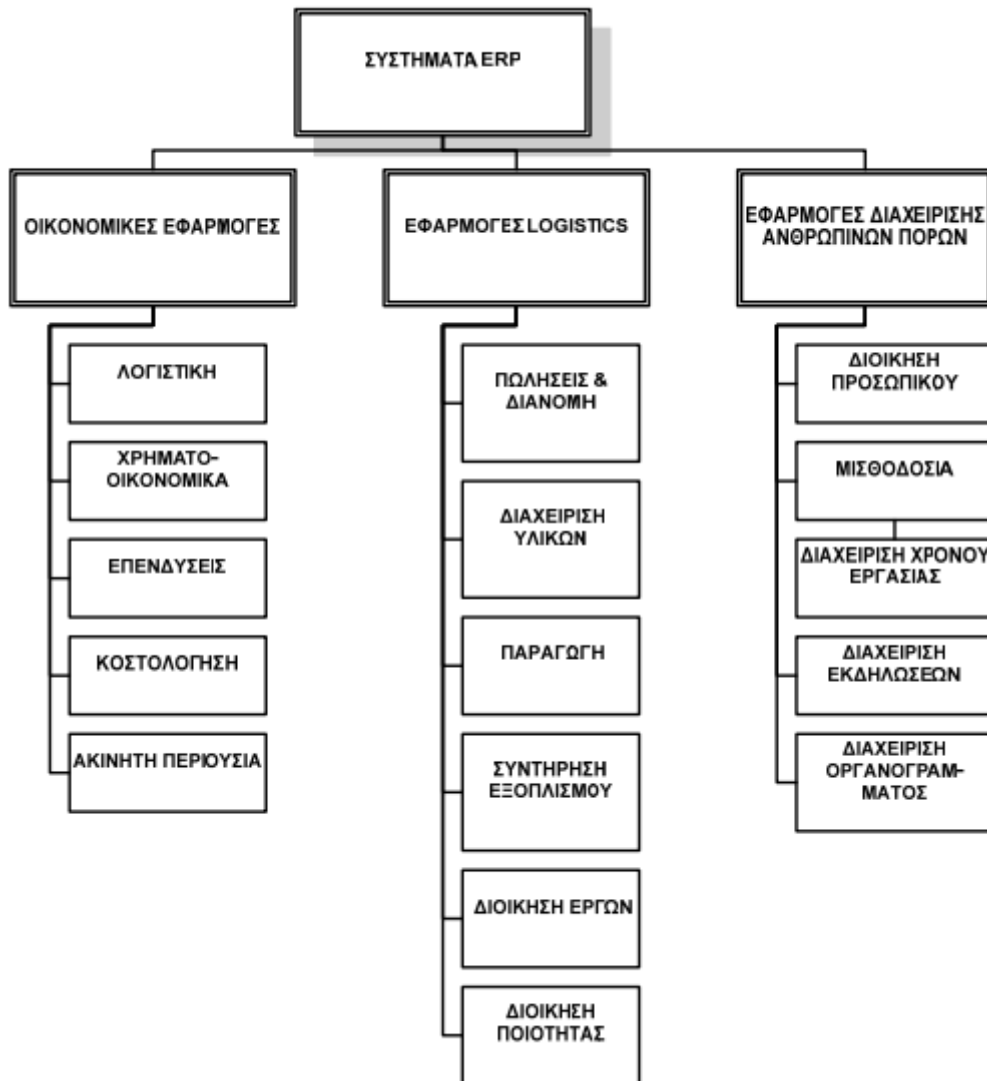 ΣΥΣΤΗΜΑΤΑ ERP
ΟΙΚΟΝΟΜΙΚΕΣ ΕΦΑΡΜΟΓΕΣ
ΛΟΓΙΣΤΙΚΗ
ΧΡΗΜΑΤΟ-
ΟΙΚΟΝΟΜΙΚΑ
ΕΠΕΝΔΥΣΕΙΣ
ΚΟΣΤΟΛΟΓΗΣΗ
ΑΚΙΝΗΤΗ ΠΕΡΙΟΥΣΙΑ
ΕΦΑΡΜΟΓΕΣ LOGISTICS
ΠΩΛΗΣΕΙΣ &
ΔΙΑΝΟΜΗ
ΔΙΑΧΕΙΡΙΣΗ
ΥΛΙΚΩΝ
ΠΑΡΑΓΩΓΗ
ΣΥΝΤΗΡΗΣΗ
ΕΞΟΠΛΙΣΜΟΥ
ΔΙΟΙΚΗΣΗ ΕΡΓΩΝ
ΔΙΟΙΚΗΣΗ
ΠΟΙΟΤΗΤΑΣ
ΕΦΑΡΜΟΓΕΣ ΔΙΑΧΕΙΡΙΣΗΣ
ΑΝΘΡΩΠΙΝΩΝ ΠΟΡΩΝ
ΔΙΟΙΚΗΣΗ
ΠΡΟΣΩΠΙΚΟΥ
ΜΙΣΘΟΔΟΣΙΑ
ΔΙΑΧΕΙΡΙΣΗ ΧΡΟΝΟΥ
ΕΡΓΑΣΙΑΣ
ΔΙΑΧΕΙΡΙΣΗ
ΕΚΔΗΛΩΣΕΩΝ
ΔΙΑΧΕΙΡΙΣΗ
ΟΡΓΑΝΟΓΡΑΜ-
ΜΑΤΟΣ